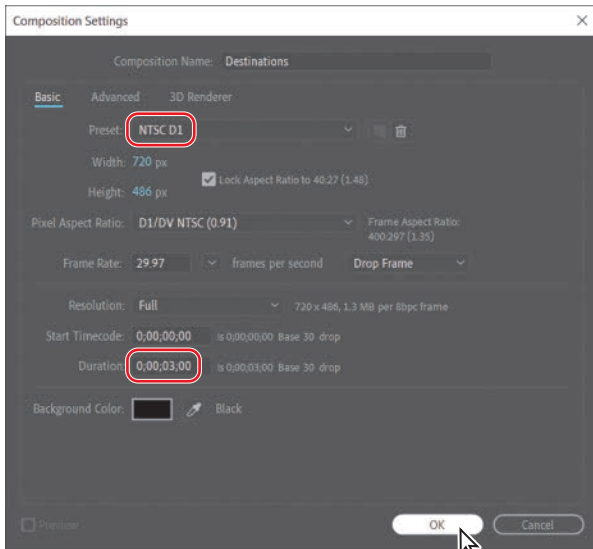 Composition Settings
Composition Name: Destinations
Basic Advanced 3D Renderer
Preset: NTSC D1
Width: 720 px
Lock Aspect Ratio to 40:27 (1.48)
Height: 486 px
Pixel Aspect Ratio: D1/DV NTSC (0.91) Frame Aspect Ratio:
400:297 (1.35)
Frame Rate: 29.97 frames per second Drop Frame
Resolution: Full 720 x 486, 1.3 MB per 8bpc frame
Start Timecode: 0;00;00;00 is 0;00;00;00 Base 30 drop
Duration: 0;00;03;00 is 0;00;03;00 Base 30 drop
Background Color: Black
Preview
OK Cancel